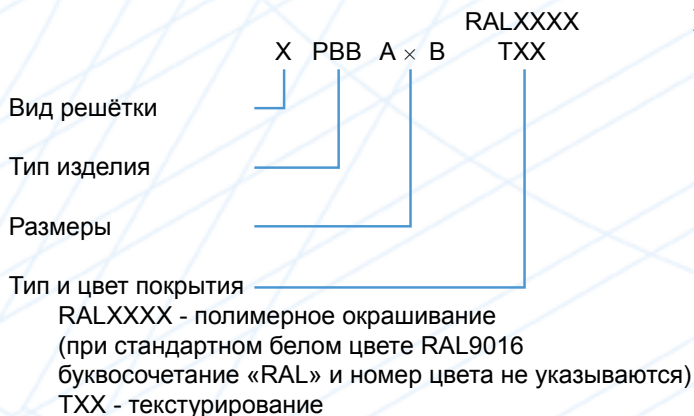 RALXXXX
X РВВ А × В TXX
Вид решётки
Тип изделия
Размеры
Тип и цвет покрытия
RALXXXX - полимерное окрашивание
(при стандартном белом цвете RAL9016
буквосочетание «RAL» и номер цвета не указываются)
TXX - текстурирование